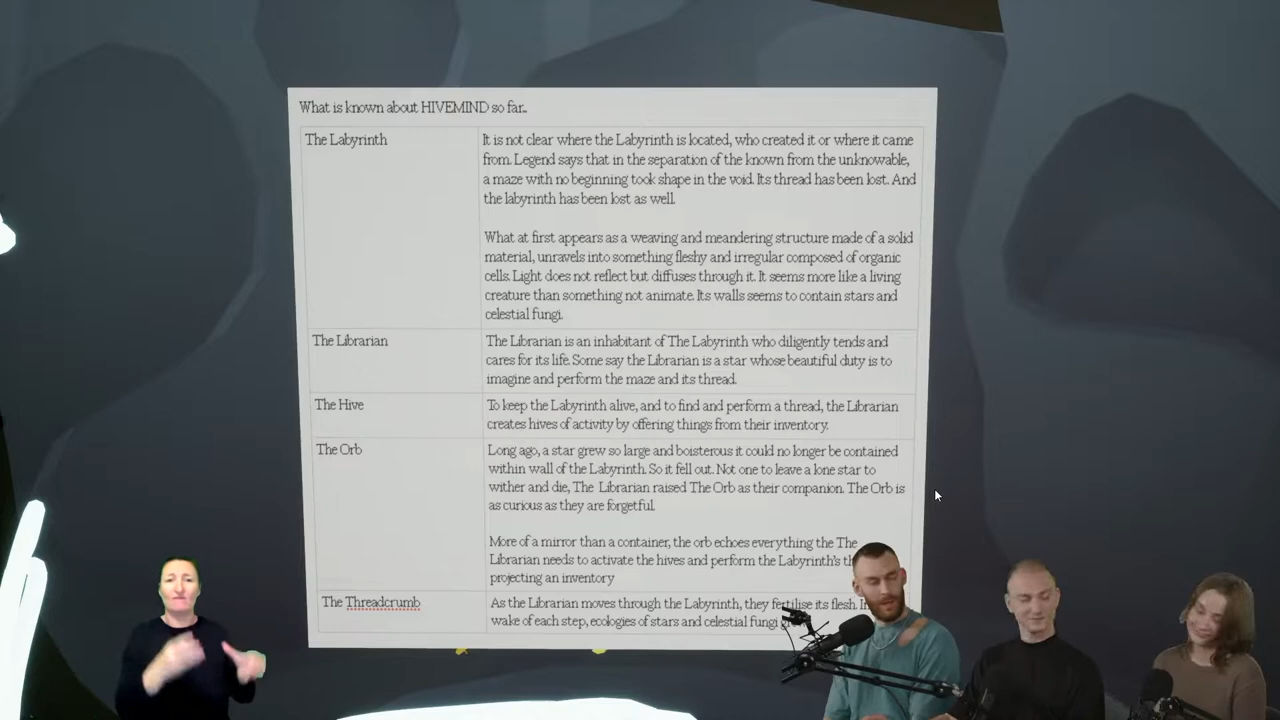 What is known about HIVEMIND so far..
The Labyrinth
It is not clear where the Labyrinth is located, who created it or where it came
from. Legend says that in the separation of the known from the unknowable,
a maze with no beginning took shape in the void. Its thread has been lost. And
the labyrinth has been lost as well.
What at first appears as a weaving and meandering structure made of a solid
material, unravels into something fleshy and irregular composed of organic
cells. Light does not reflect but diffuses through it. It seems more like a living
creature than something not animate. Its walls seems to contain stars and
celestial fungi.
The Librarian
The Librarian is an inhabitant of The Labyrinth who diligently tends and
cares for its life. Some say the Librarian is a star whose beautiful duty is to
imagine and perform the maze and its thread.
The Hive
To keep the Labyrinth alive, and to find and perform a thread, the Librarian
creates hives of activity by offering things from their inventory.
The Orb
Long ago, a star grew so large and boisterous it could no longer be contained
within wall of the Labyrinth. So it fell out. Not one to leave a lone star to
wither and die, The Librarian raised The Orb as their companion. The Orb is
as curious as they are forgetful.
More of a mirror than a container, the orb echoes everything the The
Librarian needs to activate the hives and perform the Labyrinth's
projecting an inventory
The Threadcrumb
As the Librarian moves through the Labyrinth, they fertilise its flesh.
wake of each step, ecologies of stars and celestial fungi